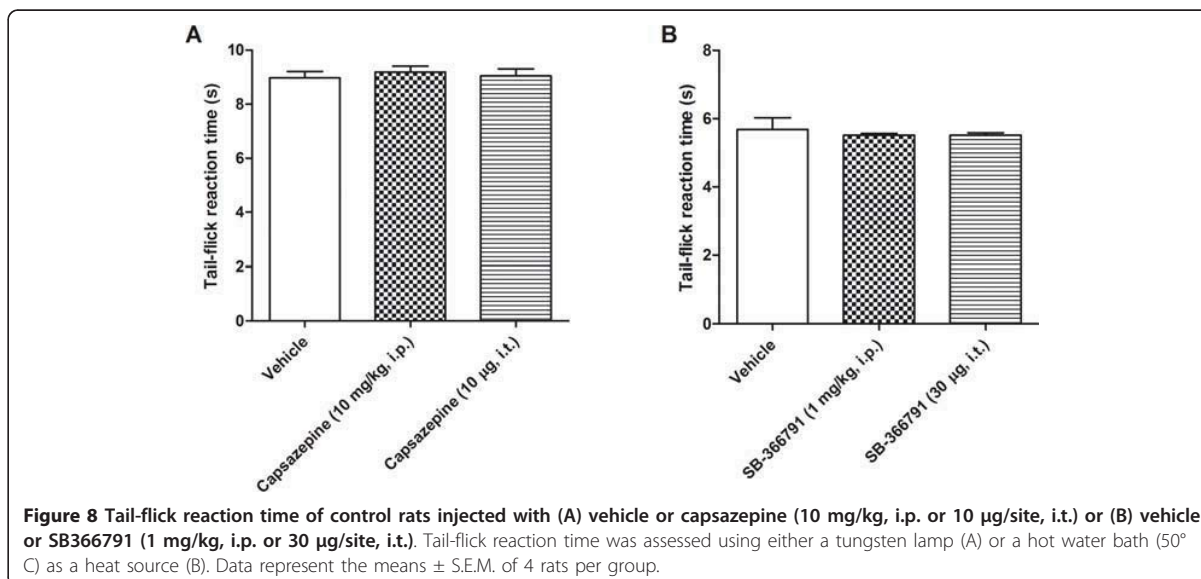 A
Tail-flick reaction time (s)
10
8
6
4
2
0
Vehicle
Capsazepine (10 mg/kg, i.p.)
Capsazepine (10 µg, i.t.)
B
Tail-flick reaction time (s)
8
6
4
2
0
Vehicle
SB-366791 (1 mg/kg, i.p.)
SB-366791 (30 µg, i.t.)
Figure 8 Tail-flick reaction time of control rats injected with (A) vehicle or capsazepine (10 mg/kg, i.p. or 10 µg/site, i.t.) or (B) vehicle
or SB366791 (1 mg/kg, i.p. or 30 µg/site, i.t.). Tail-flick reaction time was assessed using either a tungsten lamp (A) or a hot water bath (50°
C) as a heat source (B). Data represent the means ± S.E.M. of 4 rats per group.